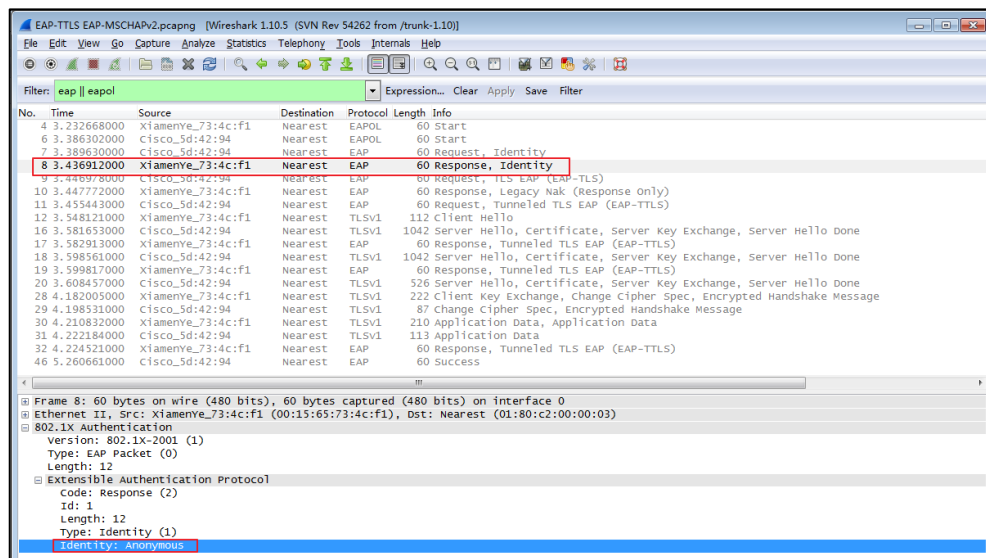 EAP-TTLS EAP-MSCHAPv2.pcapng [Wireshark 1.10.5 (SVN Rev 54262 from /trunk-1.10)]
File Edit View Go Capture Analyze Statistics Telephony Tools Internals Help
Filter: eap || eapol Expression... Clear Apply Save Filter
No. Time Source Destination Protocol Length Info
4 3.232668000 XiamenYe_73:4c:f1 Nearest EAPOL 60 Start
6 3.386302000 Cisco_5d:42:94 Nearest EAPOL 60 Start
7 3.389630000 Cisco_5d:42:94 Nearest EAP 60 Request, Identity
8 3.436912000 XiamenYe_73:4c:f1 Nearest EAP 60 Response, Identity
9 3.446978000 Cisco_5d:42:94 Nearest EAP 60 Request, TLS EAP (EAP-TLS)
10 3.447772000 XiamenYe_73:4c:f1 Nearest EAP 60 Response, Legacy Nak (Response Only)
11 3.455443000 Cisco_5d:42:94 Nearest EAP 60 Request, Tunneled TLS EAP (EAP-TTLS)
12 3.548121000 XiamenYe_73:4c:f1 Nearest TLSv1 112 Client Hello
16 3.581653000 Cisco_5d:42:94 Nearest TLSv1 1042 Server Hello, Certificate, Server Key Exchange, Server Hello Done
17 3.582913000 XiamenYe_73:4c:f1 Nearest EAP 60 Response, Tunneled TLS EAP (EAP-TTLS)
18 3.598561000 Cisco_5d:42:94 Nearest TLSv1 1042 Server Hello, Certificate, Server Key Exchange, Server Hello Done
19 3.599817000 XiamenYe_73:4c:f1 Nearest EAP 60 Response, Tunneled TLS EAP (EAP-TTLS)
20 3.608457000 Cisco_5d:42:94 Nearest TLSv1 526 Server Hello, Certificate, Server Key Exchange, Server Hello Done
28 4.182005000 XiamenYe_73:4c:f1 Nearest TLSv1 222 Client Key Exchange, Change Cipher Spec, Encrypted Handshake Message
29 4.198531000 Cisco_5d:42:94 Nearest TLSv1 87 Change Cipher Spec, Encrypted Handshake Message
30 4.210832000 XiamenYe_73:4c:f1 Nearest TLSv1 210 Application Data, Application Data
31 4.222184000 Cisco_5d:42:94 Nearest TLSv1 113 Application Data
32 4.224521000 XiamenYe_73:4c:f1 Nearest EAP 60 Response, Tunneled TLS EAP (EAP-TTLS)
46 5.260661000 Cisco_5d:42:94 Nearest EAP 60 Success
Frame 8: 60 bytes on wire (480 bits), 60 bytes captured (480 bits) on interface 0
Ethernet II, Src: XiamenYe_73:4c:f1 (00:15:65:73:4c:f1), Dst: Nearest (01:80:c2:00:00:03)
802.1X Authentication
Version: 802.1X-2001 (1)
Type: EAP Packet (0)
Length: 12
Extensible Authentication Protocol
Code: Response (2)
Id: 1
Length: 12
Type: Identity (1)
Identity: Anonymous